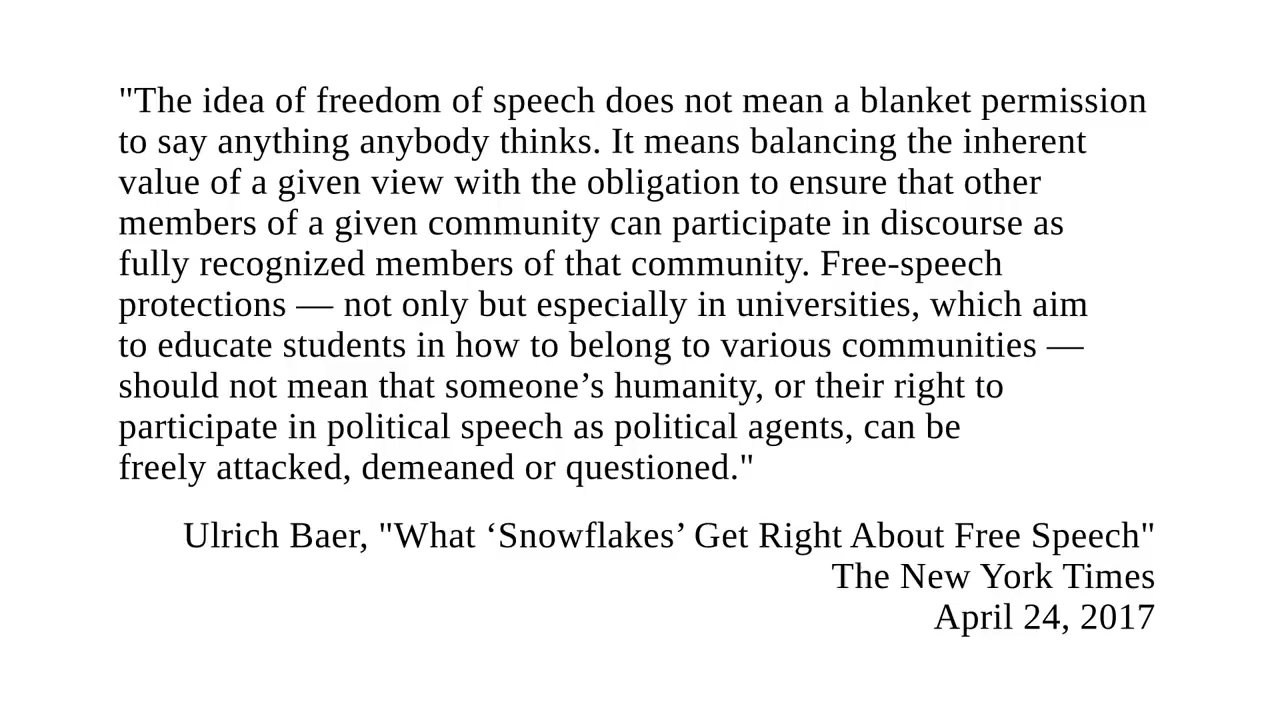 "The idea of freedom of speech does not mean a blanket permission
to say anything anybody thinks. It means balancing the inherent
value of a given view with the obligation to ensure that other
members of a given community can participate in discourse as
fully recognized members of that community. Free-speech
protections — not only but especially in universities, which aim
to educate students in how to belong to various communities —
should not mean that someone’s humanity, or their right to
participate in political speech as political agents, can be
freely attacked, demeaned or questioned."
Ulrich Baer, "What ‘Snowflakes’ Get Right About Free Speech"
The New York Times
April 24, 2017